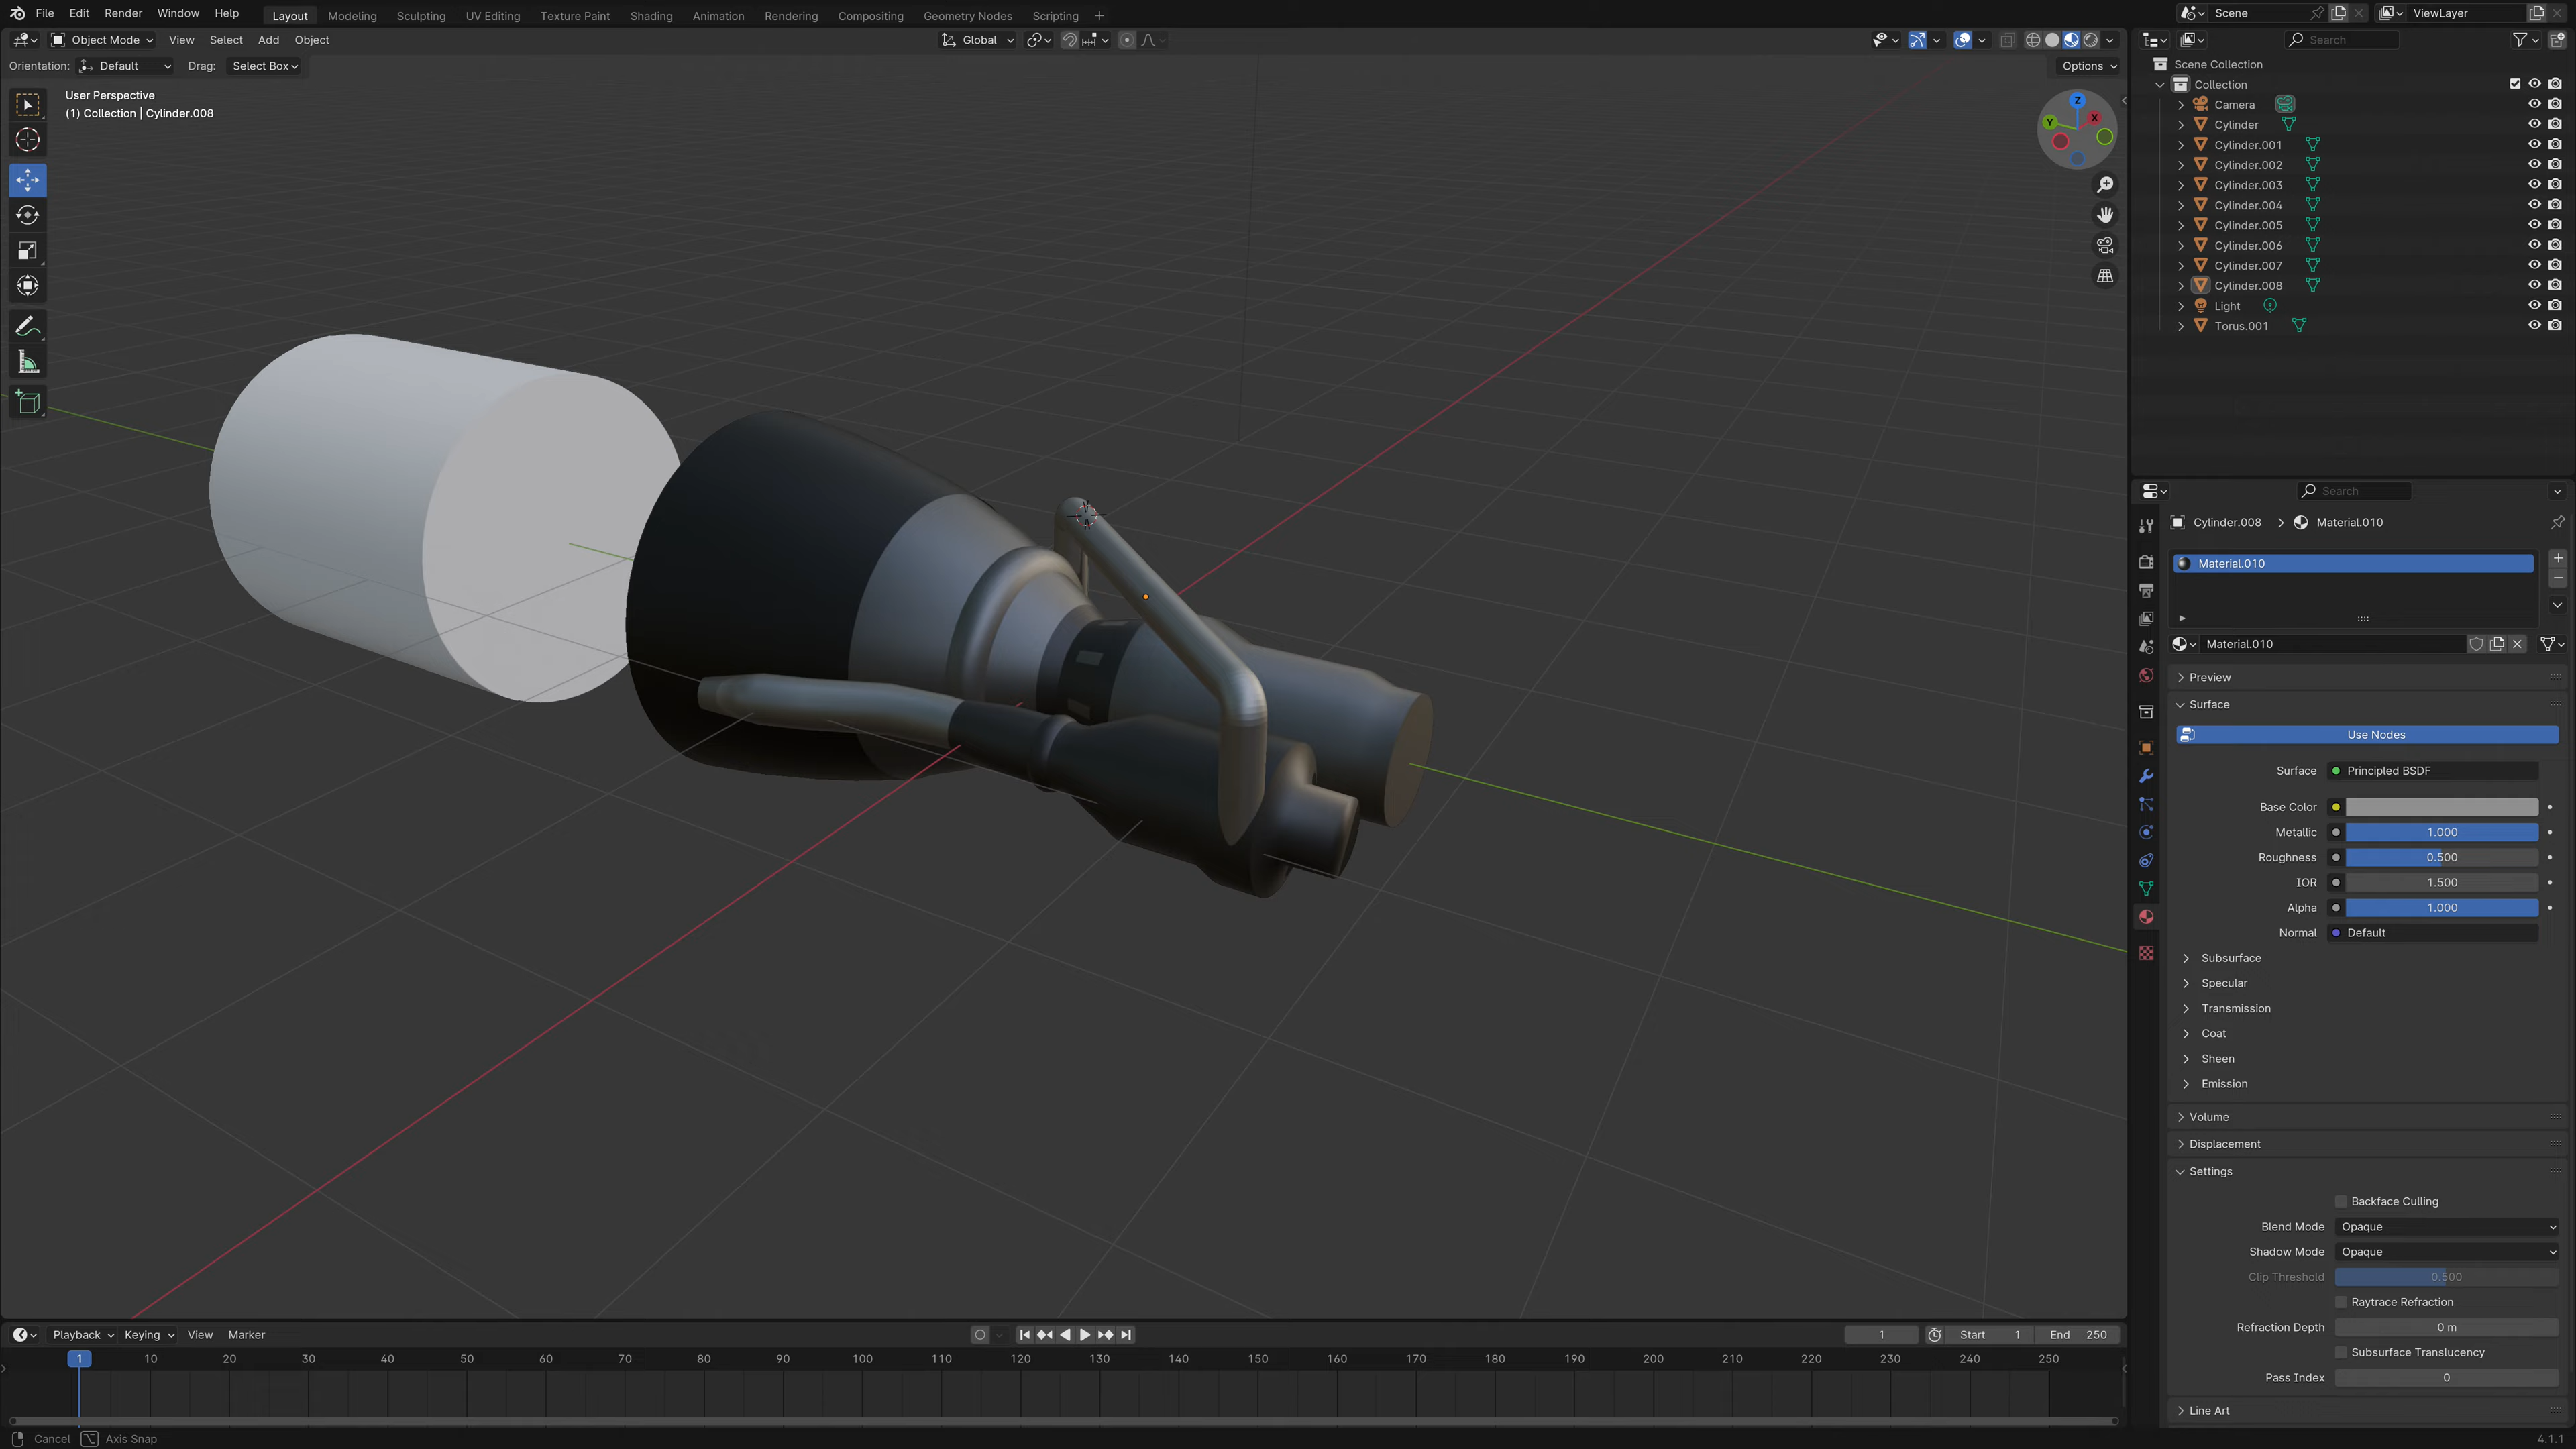 File Edit Render Window Help Layout Modeling Sculpting UV Editing Texture Paint Shading Animation Rendering Compositing Geometry Nodes Scripting + Scene ViewLayer
Object Mode View Select Add Object Global Search
Orientation: Default Drag: Select Box Options
User Perspective
(1) Collection | Cylinder.008
Z
Y
X
Scene Collection
Collection
Camera
Cylinder
Cylinder.001
Cylinder.002
Cylinder.003
Cylinder.004
Cylinder.005
Cylinder.006
Cylinder.007
Cylinder.008
Light
Torus.001
Search
Cylinder.008 > Material.010
Material.010
Material.010
Preview
Surface
Use Nodes
Surface Principled BSDF
Base Color
Metallic 1.000
Roughness 0.500
IOR 1.500
Alpha 1.000
Normal Default
Subsurface
Specular
Transmission
Coat
Sheen
Emission
Volume
Displacement
Settings
Backface Culling
Blend Mode Opaque
Shadow Mode Opaque
Clip Threshold 0.500
Raytrace Refraction
Refraction Depth 0 m
Subsurface Translucency
Pass Index 0
Line Art
Playback Keying View Marker 1 Start 1 End 250
1 10 20 30 40 50 60 70 80 90 100 110 120 130 140 150 160 170 180 190 200 210 220 230 240 250
Cancel Axis Snap 4.1.1